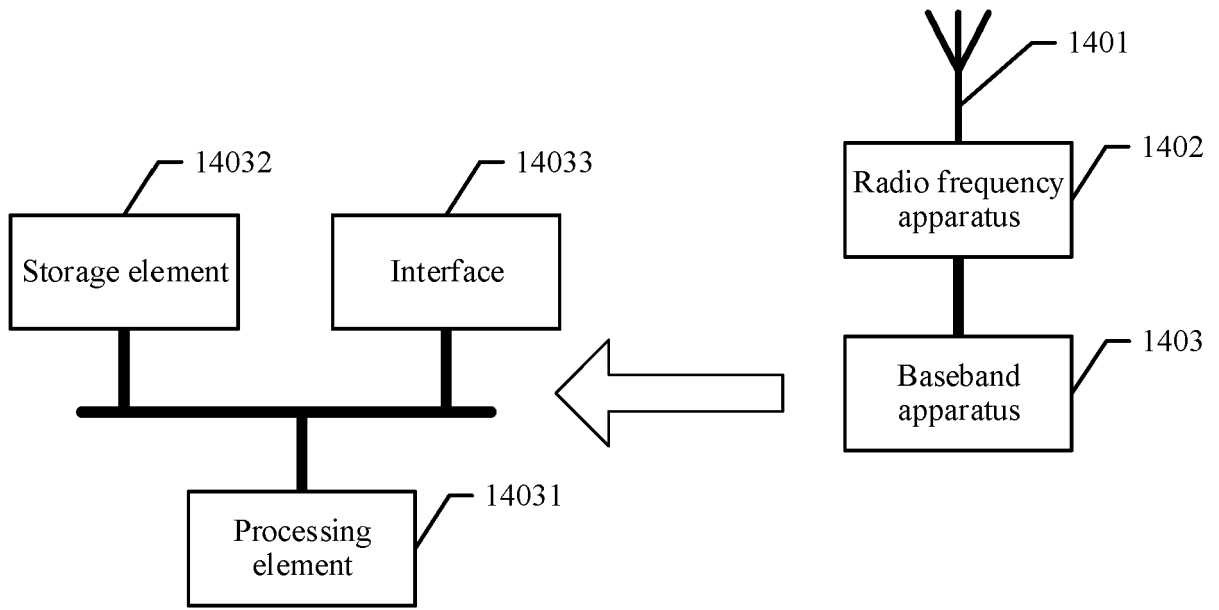 1401
1402
Radio frequency
apparatus
1403
Baseband
apparatus
14032
Storage element
14033
Interface
14031
Processing
element